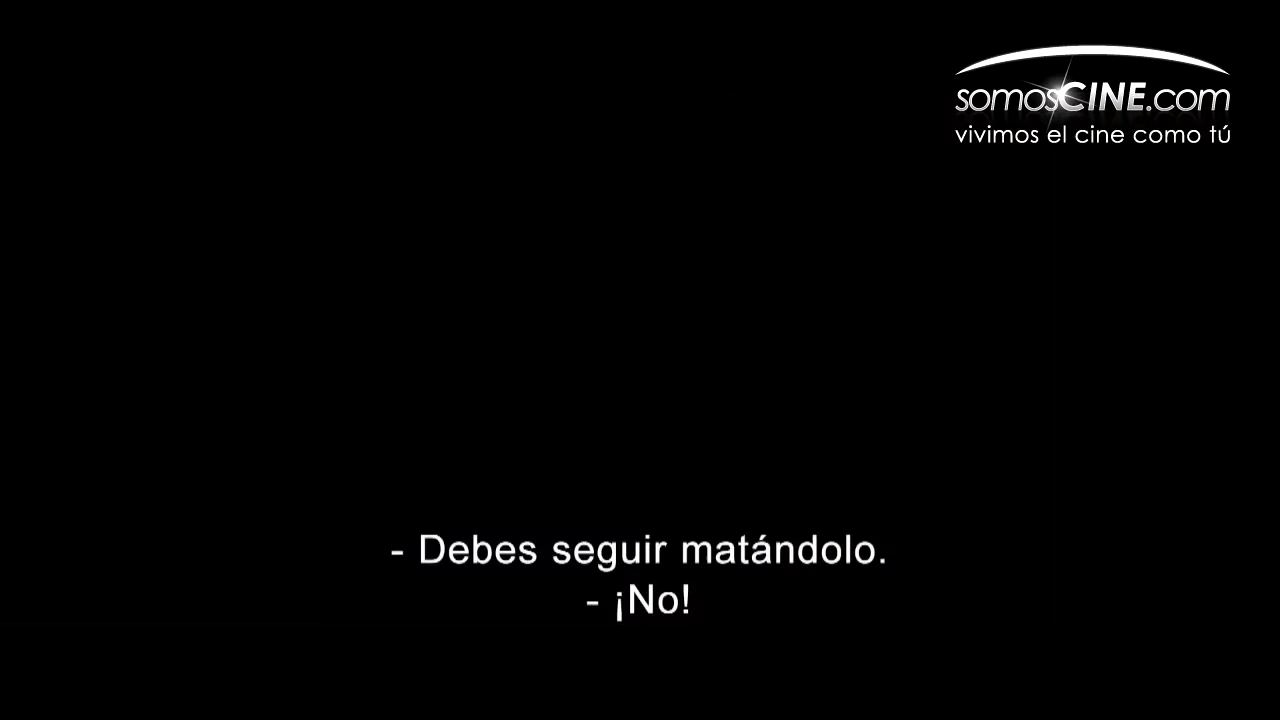 somosCINE.com
vivimos el cine como tú
- Debes seguir matándolo.
- ¡No!